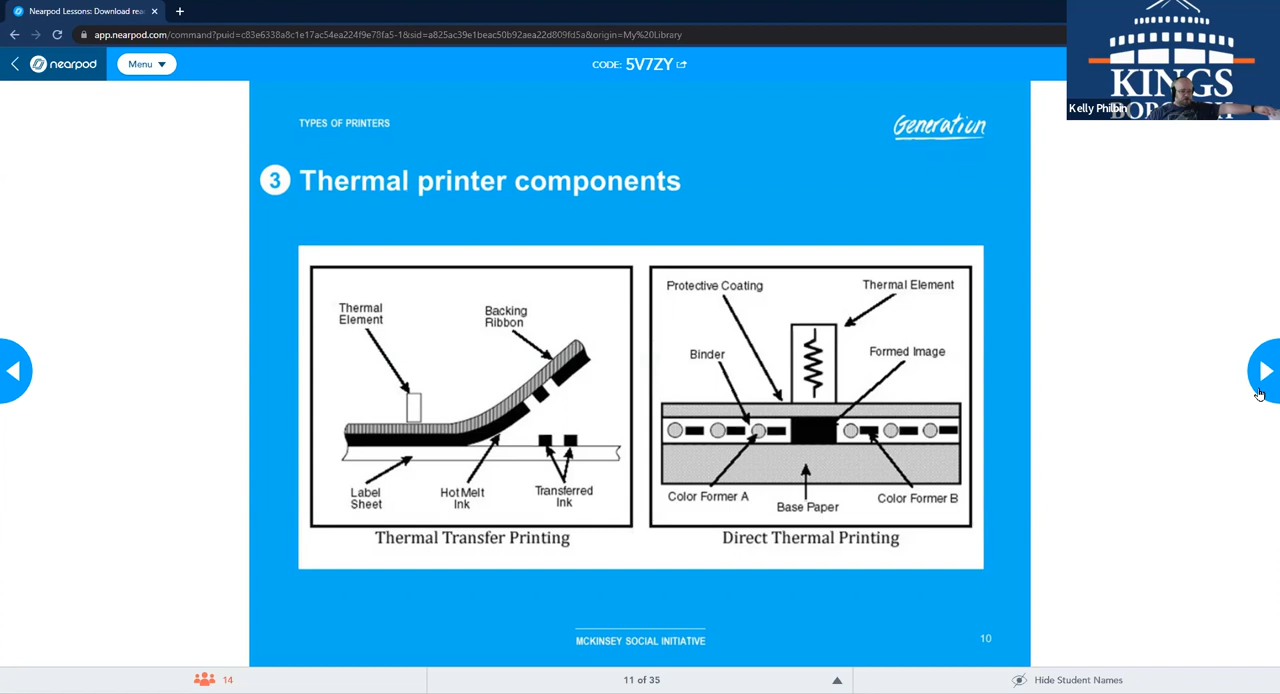 Nearpod Lessons: Download rea
app.nearpod.com/command?puid=c83e6338a8c1e17ac54ea224f9e78fa5-1&sid=a825ac39e1beac50b92aea22d809fd5a&origin=My%20Library
nearpod
Menu
CODE: 5V7ZY
KINGS
BOROUGH
Kelly Philbin
TYPES OF PRINTERS
Generation
3 Thermal printer components
Thermal
Element
Backing
Ribbon
Label
Sheet
Hot Melt
Ink
Transferred
Ink
Thermal Transfer Printing
Protective Coating
Thermal Element
Binder
Formed Image
Color Former A
Base Paper
Color Former B
Direct Thermal Printing
MCKINSEY SOCIAL INITIATIVE
10
14
11 of 35
Hide Student Names